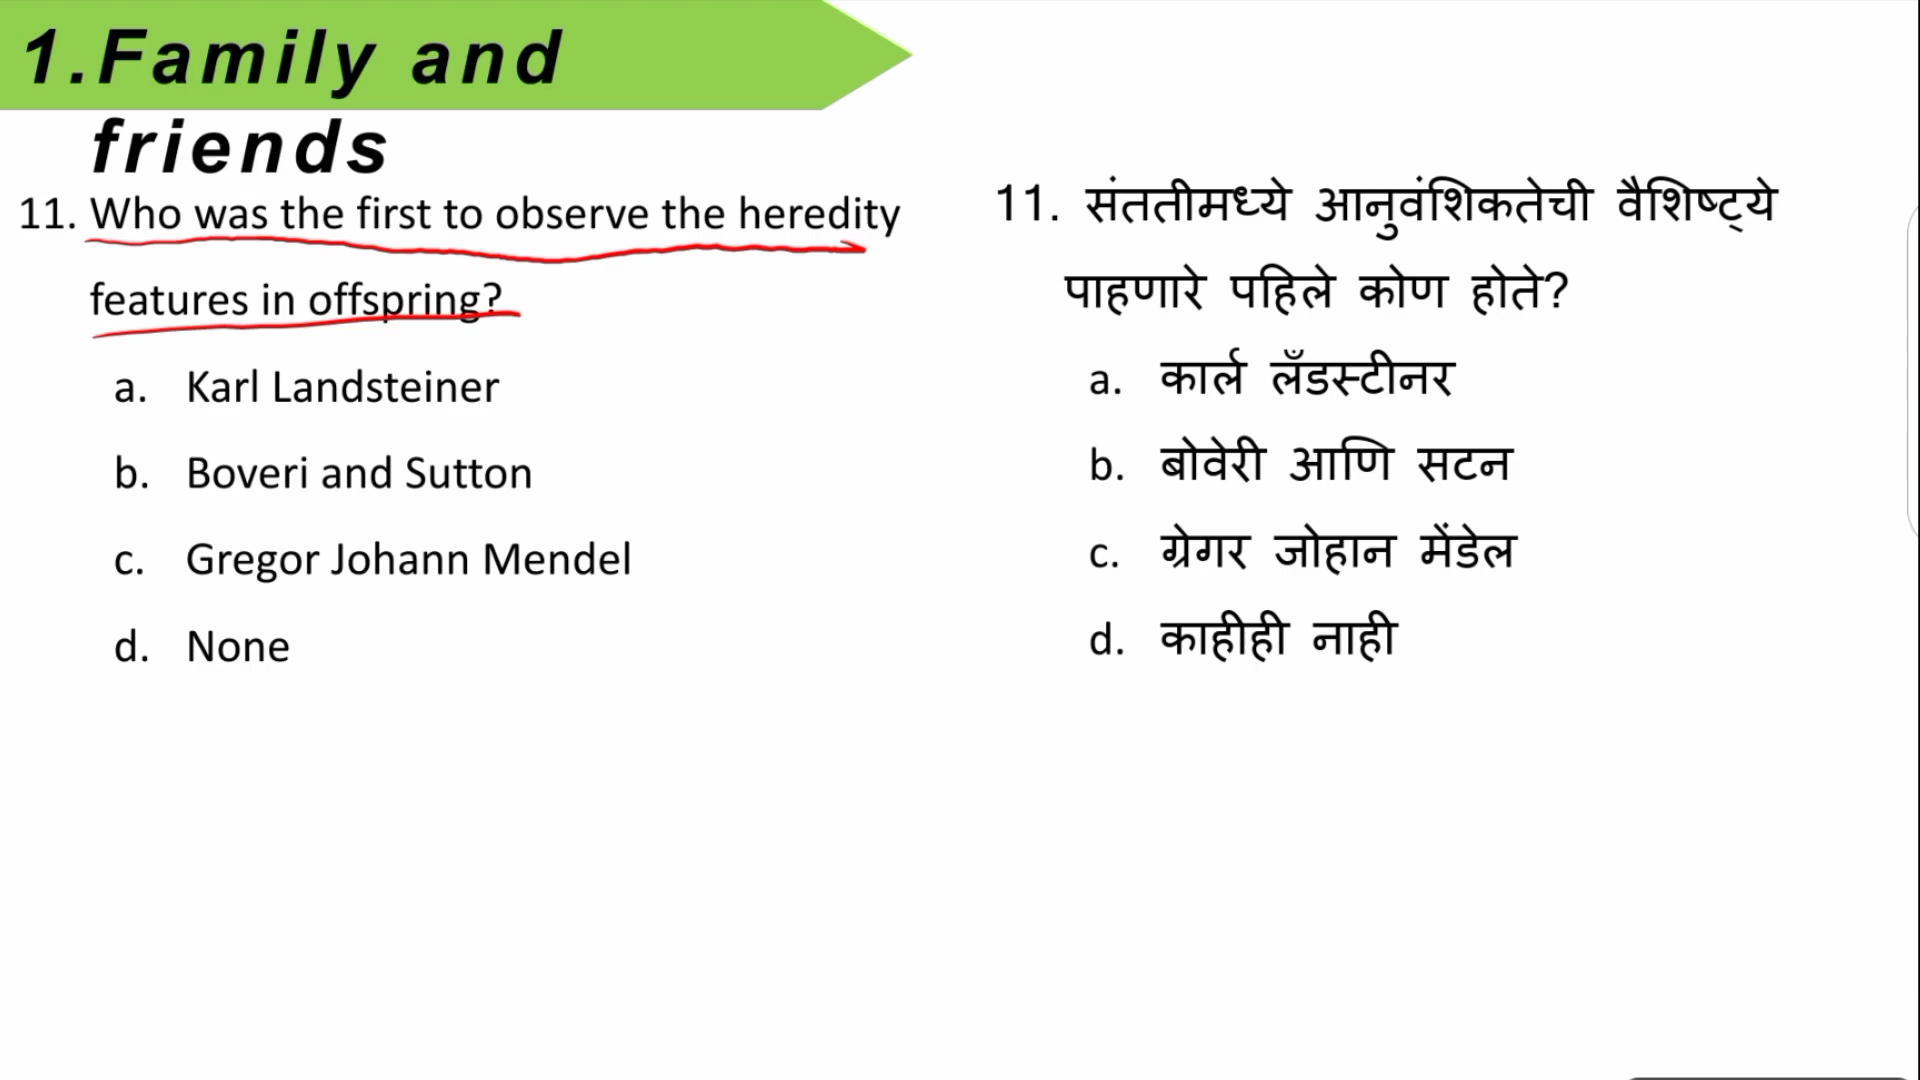 1.Family and
friends
11. Who was the first to observe the heredity
features in offspring?
a. Karl Landsteiner
b. Boveri and Sutton
c. Gregor Johann Mendel
d. None
11. संततीमध्ये आनुवंशिकतेची वैशिष्ट्ये
पाहणारे पहिले कोण होते?
a. कार्ल लँडस्टीनर
b. बोवेरी आणि सटन
c. ग्रेगर जोहान मेंडेल
d. काहीही नाही